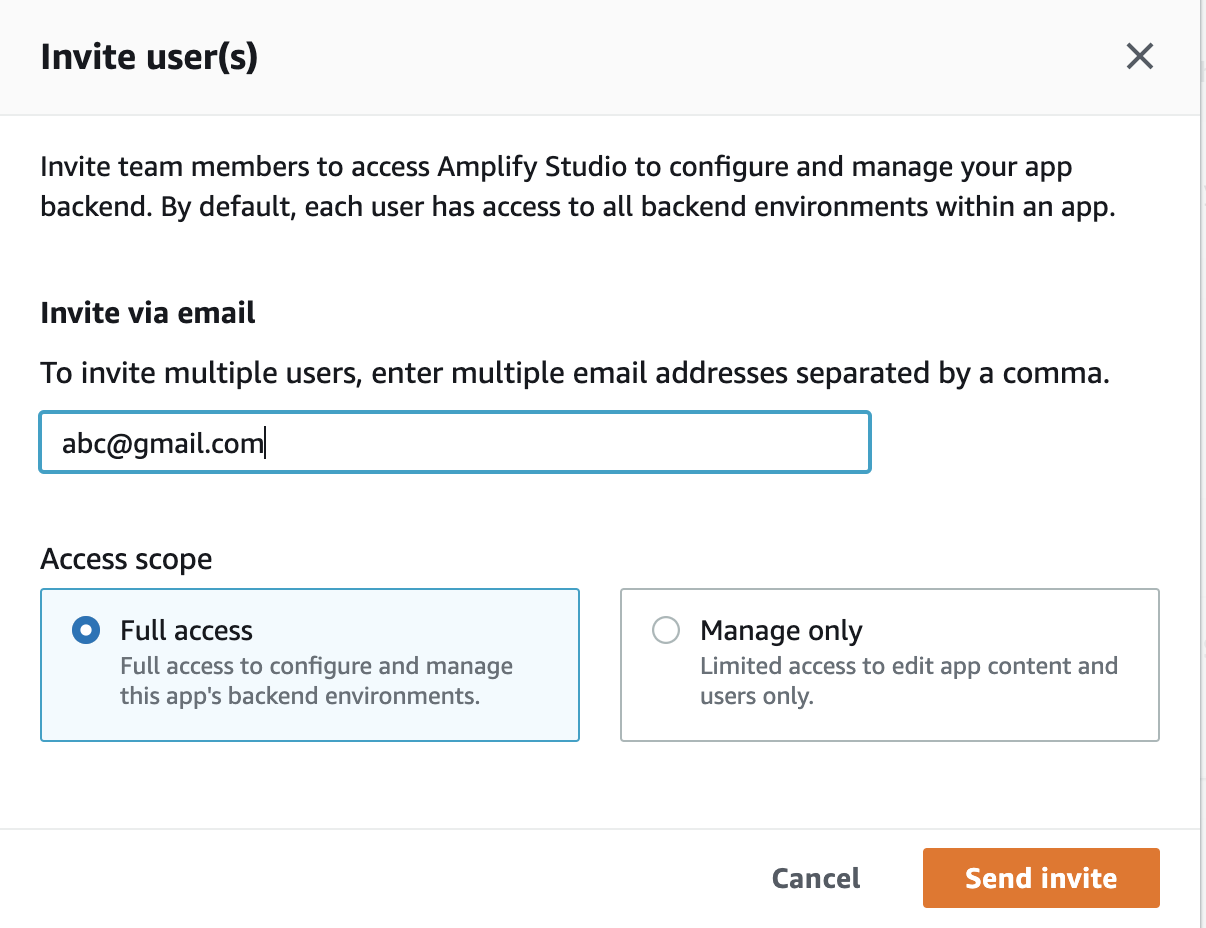 Invite user(s)
Invite team members to access Amplify Studio to configure and manage your app
backend. By default, each user has access to all backend environments within an app.
Invite via email
To invite multiple users, enter multiple email addresses separated by a comma.
abc@gmail.com
Access scope
Full access
Full access to configure and manage
this app's backend environments.
Manage only
Limited access to edit app content and
users only.
Cancel
Send invite